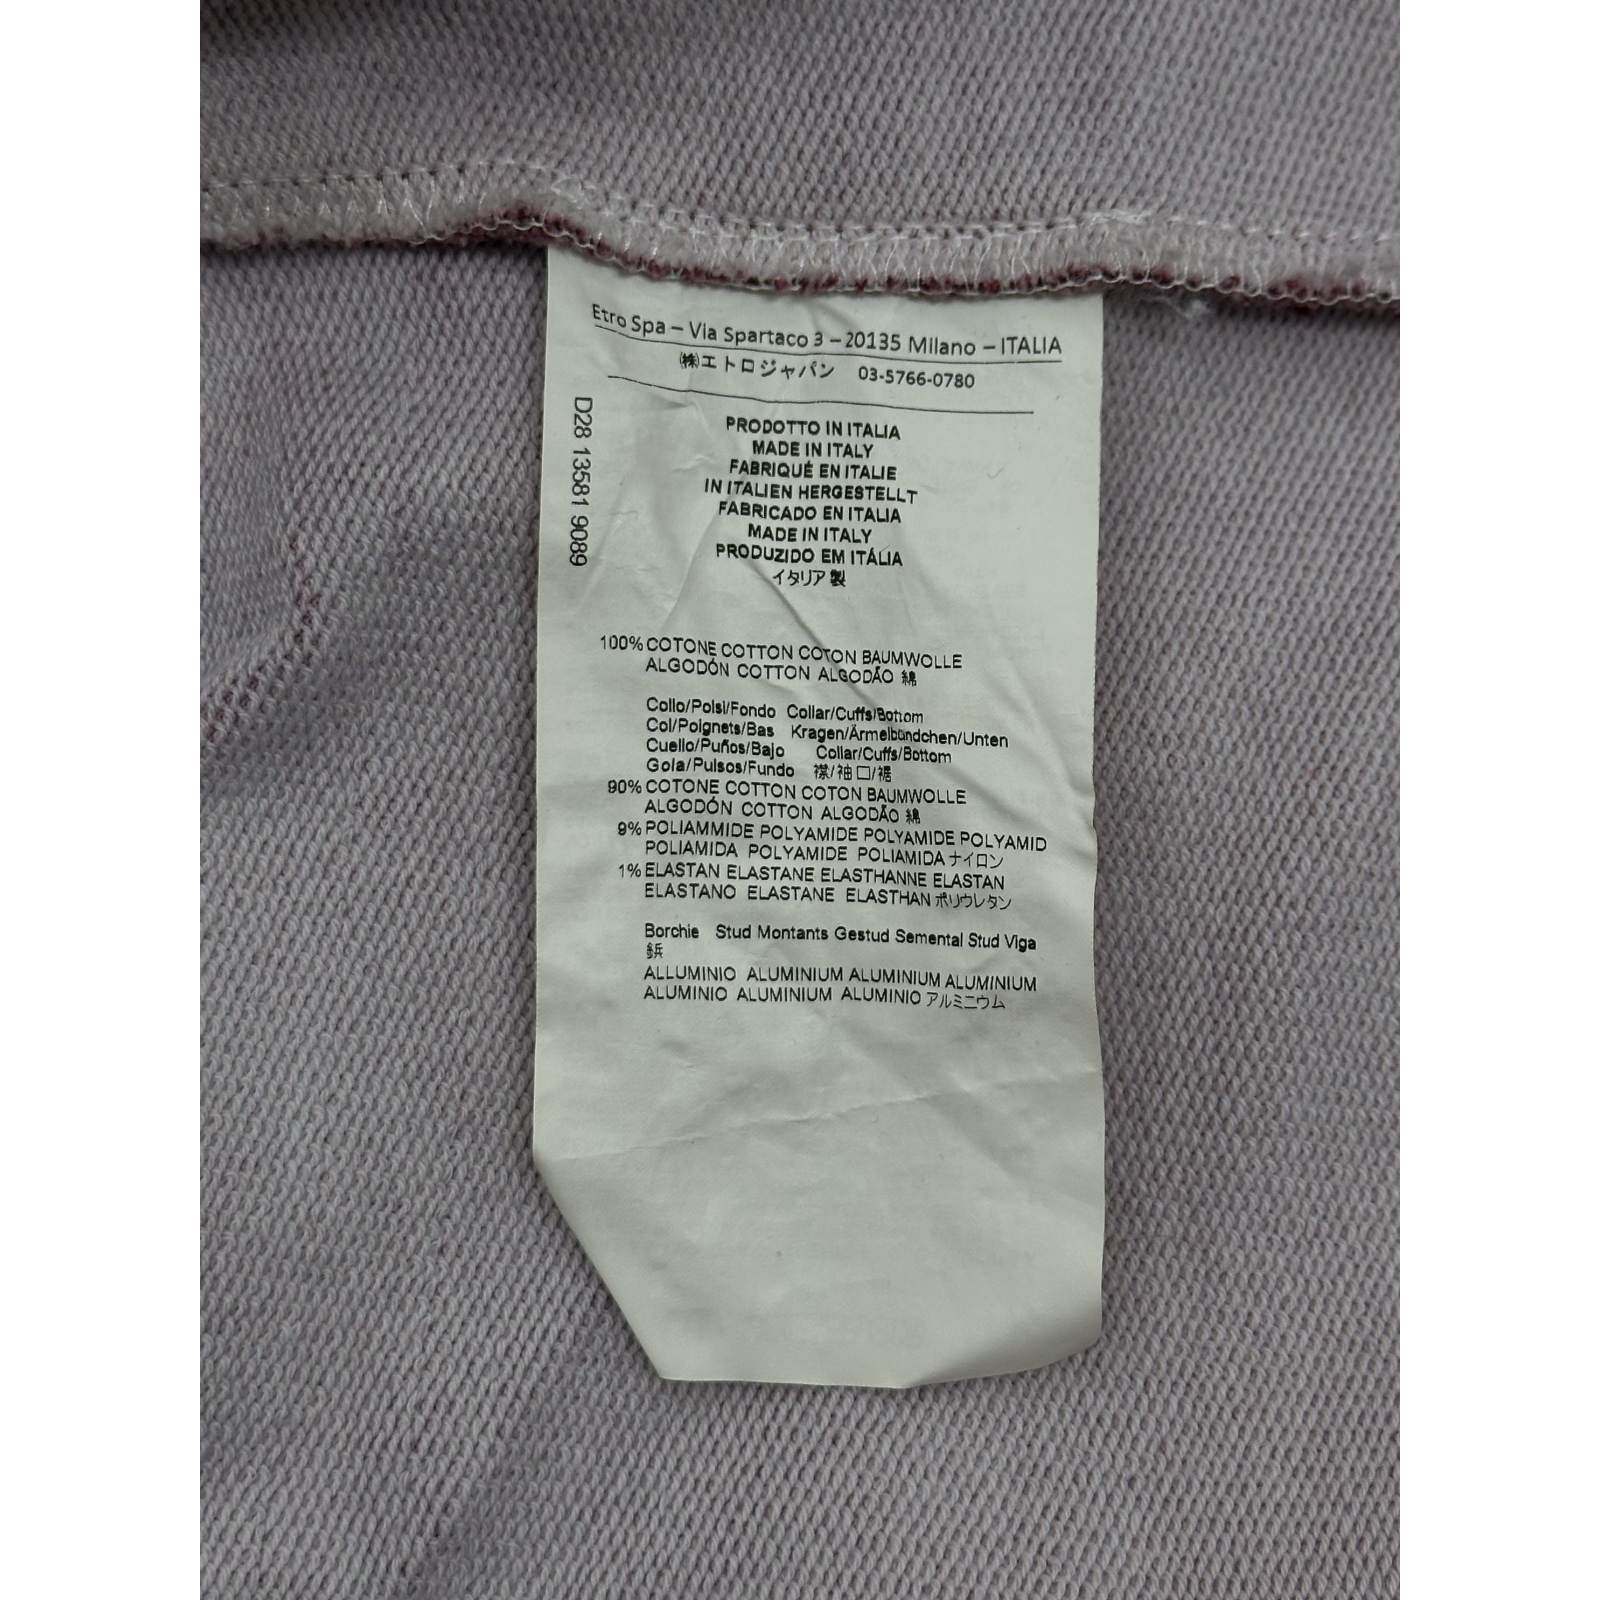 Etro Spa – Via Spartaco 3 – 20135 Milano – ITALIA
㈱エトロジャパン 03-5766-0780
D28 13581 9089
PRODOTTO IN ITALIA
MADE IN ITALY
FABRIQUÉ EN ITALIE
IN ITALIEN HERGESTELLT
FABRICADO EN ITALIA
MADE IN ITALY
PRODUZIDO EM ITÁLIA
イタリア製
100% COTONE COTTON COTON BAUMWOLLE
ALGODÓN COTTON ALGODÃO 綿
Collo/Polsi/Fondo Collar/Cuffs/Bottom
Col/Poignets/Bas Kragen/Ärmelbündchen/Unten
Cuello/Puños/Bajo Collar/Cuffs/Bottom
Gola/Pulsos/Fundo 襟/袖口/裾
90% COTONE COTTON COTON BAUMWOLLE
ALGODÓN COTTON ALGODÃO 綿
9% POLIAMMIDE POLYAMIDE POLYAMIDE POLYAMID
POLIAMIDA POLYAMIDE POLIAMIDA ナイロン
1% ELASTAN ELASTANE ELASTHANNE ELASTAN
ELASTANO ELASTANE ELASTHAN ポリウレタン
Borchie Stud Montants Gestud Semental Stud Viga
鋲
ALLUMINIO ALUMINIUM ALUMINIUM ALUMINIUM
ALUMINIO ALUMINIUM ALUMINIO アルミニウム